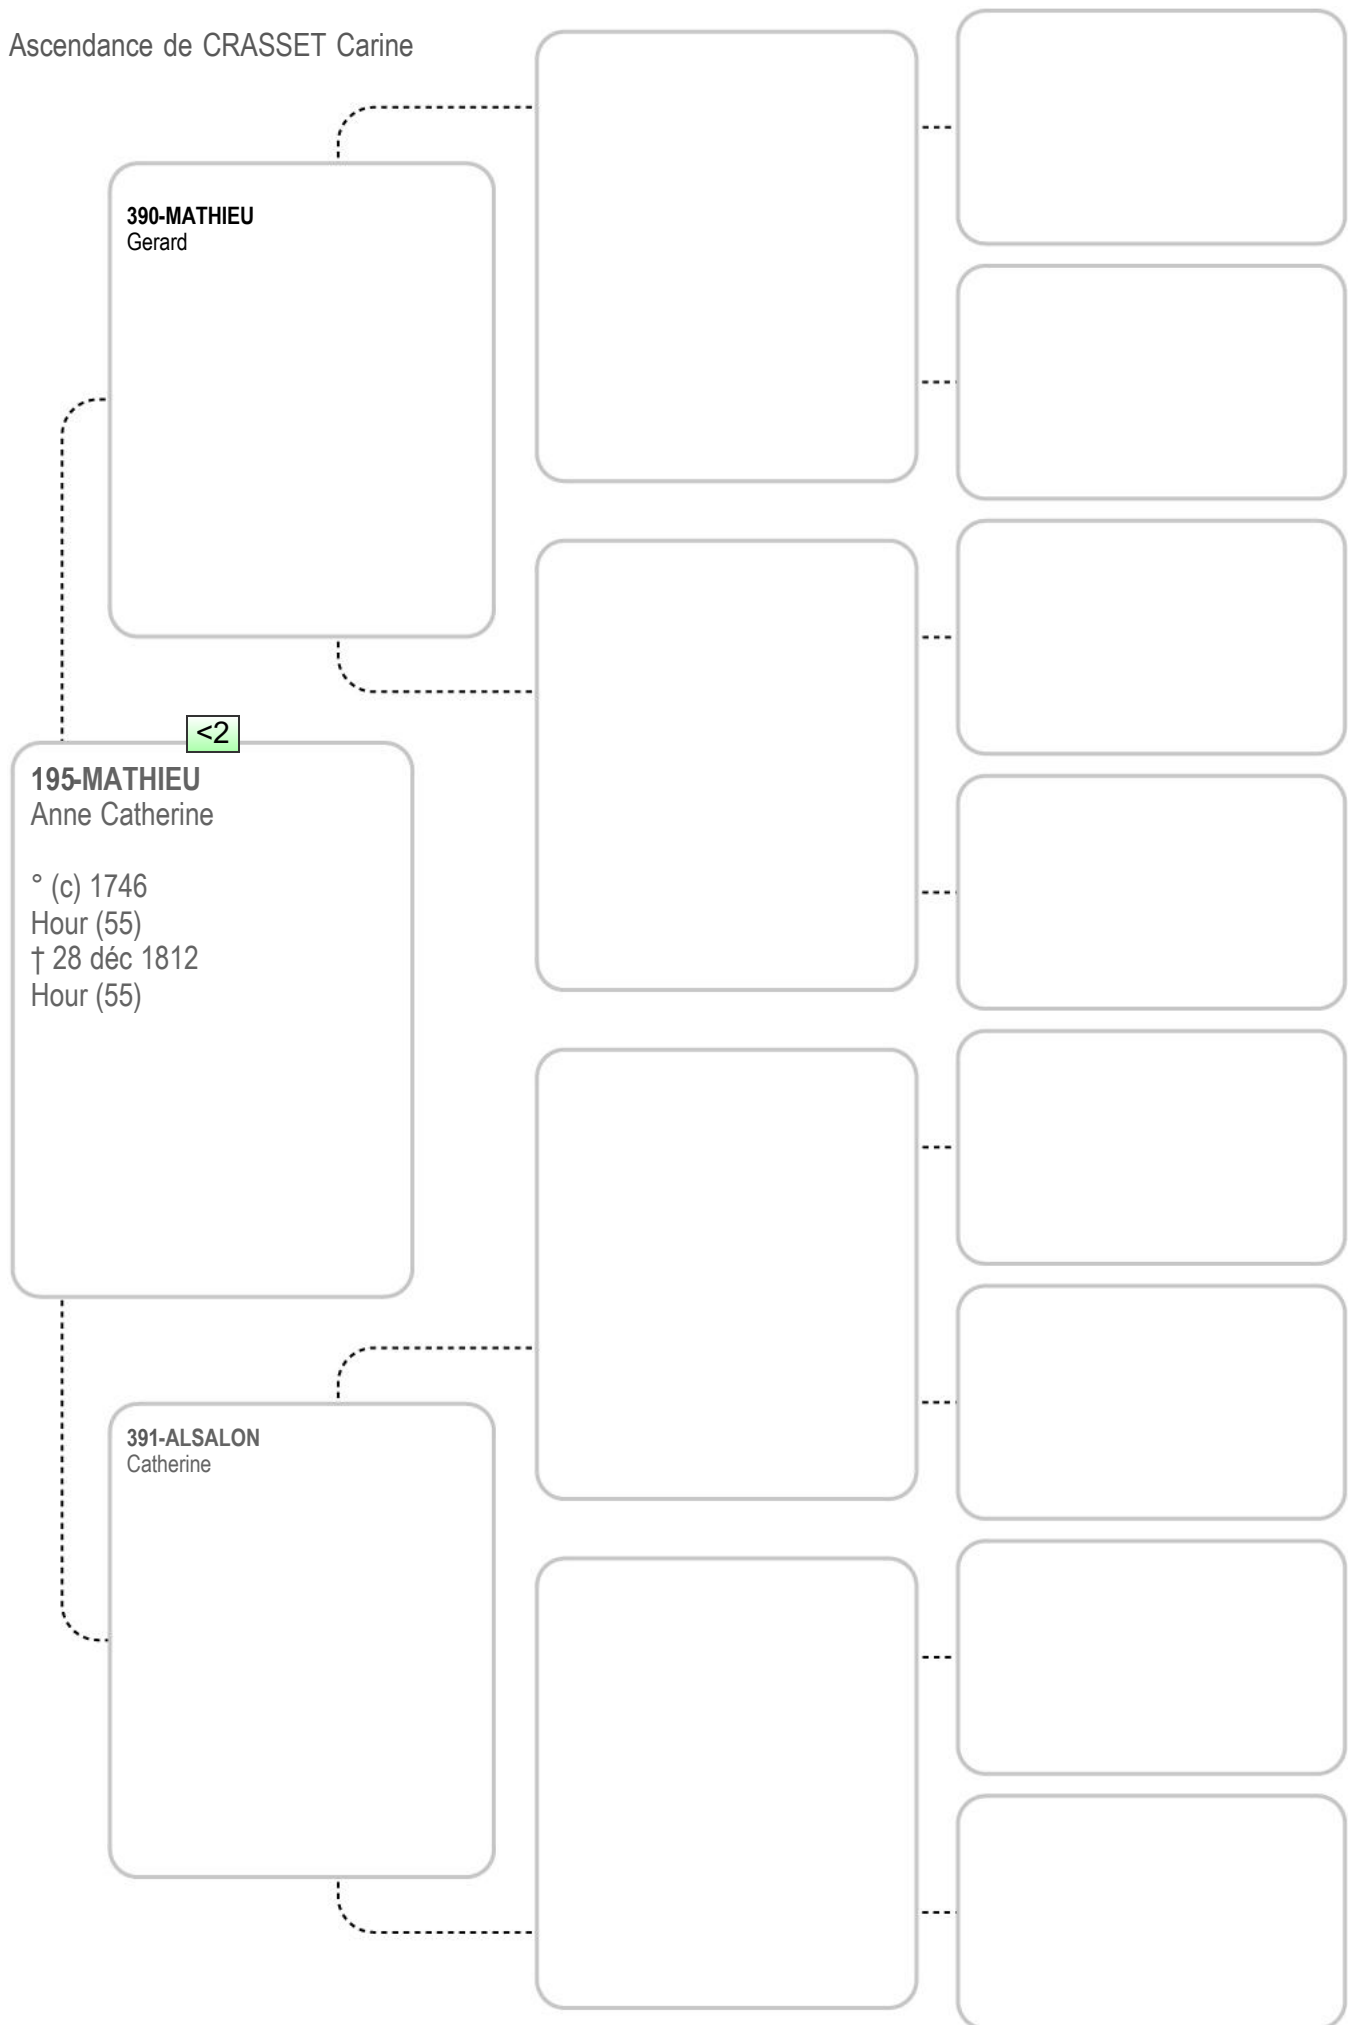 Ascendance de CRASSET Carine
390-MATHIEU
Gerard
<2
195-MATHIEU
Anne Catherine
° (c) 1746
Hour (55)
† 28 déc 1812
Hour (55)
391-ALSALON
Catherine